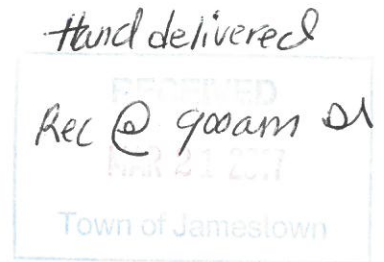 Hand delivered
RECEIVED
Rec @ 900am
MAR 21 2017
Town of Jamestown